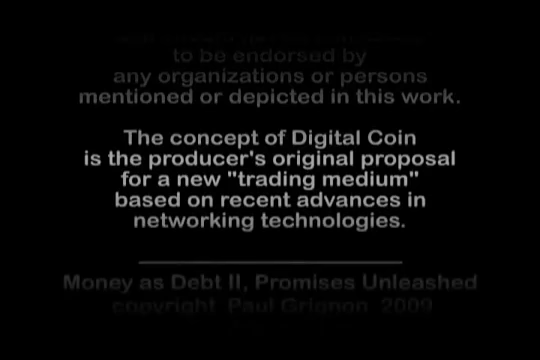 to be endorsed by
any organizations or persons
mentioned or depicted in this work.
The concept of Digital Coin
is the producer's original proposal
for a new "trading medium"
based on recent advances in
networking technologies.
Money as Debt II, Promises Unleashed
copyright Paul Grignon 2009